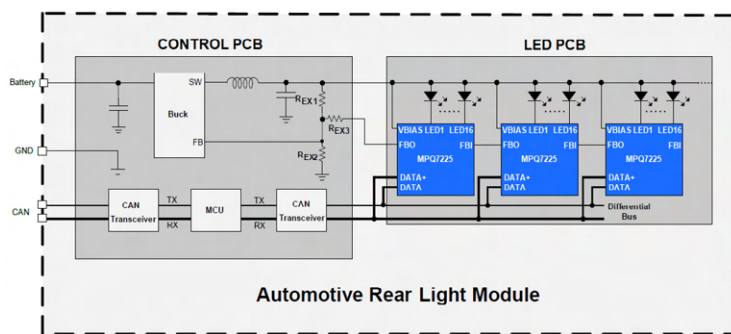 CONTROL PCB
LED PCB
Battery
SW
Buck
REX1
REX3
FB
REX2
GND
VBIAS LED1 LED16
FBO
MPQ7225
DATA+
DATA
VBIAS LED1 LED16
FBO FBI
MPQ7225
DATA+
DATA
VBIAS LED1 LED16
FBO FBI
MPQ7225
DATA+
DATA
CAN
CAN
Transceiver
TX
RX
MCU
TX
RX
CAN
Transceiver
Differential
Bus
Automotive Rear Light Module